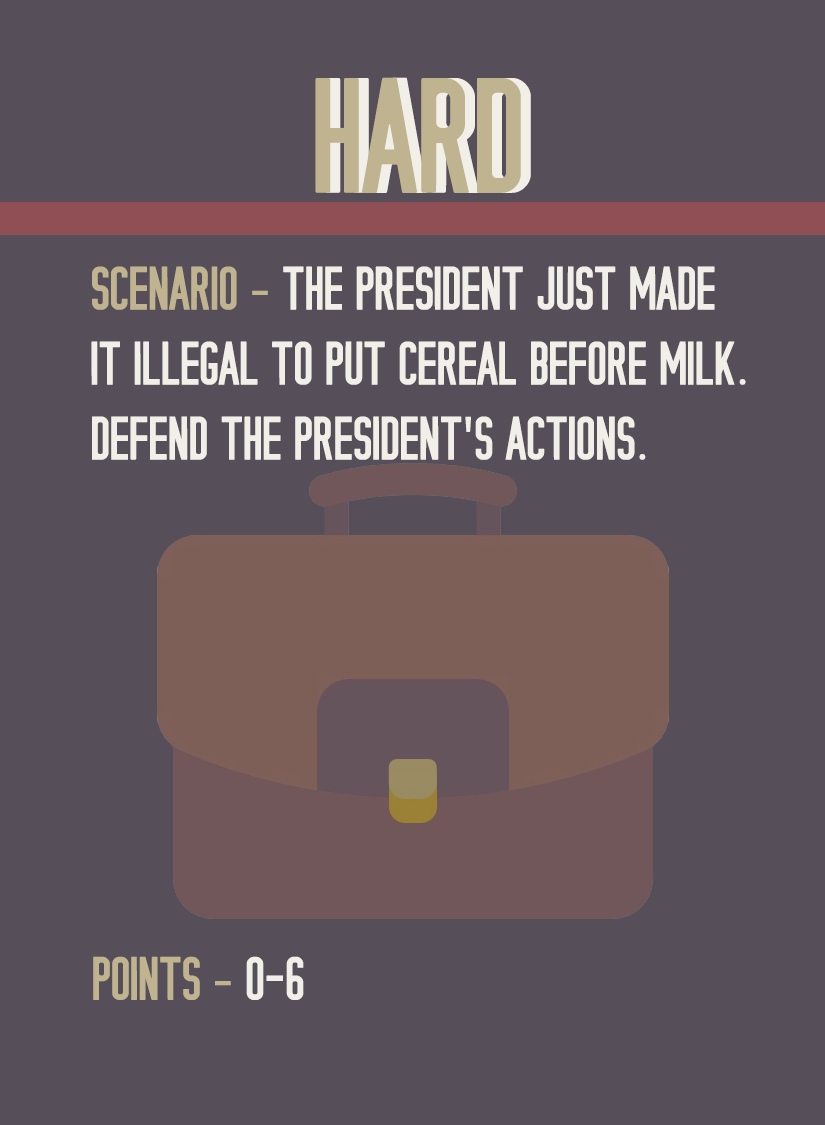 HARD
SCENARIO - THE PRESIDENT JUST MADE
IT ILLEGAL TO PUT CEREAL BEFORE MILK.
DEFEND THE PRESIDENT'S ACTIONS.
POINTS - 0-6